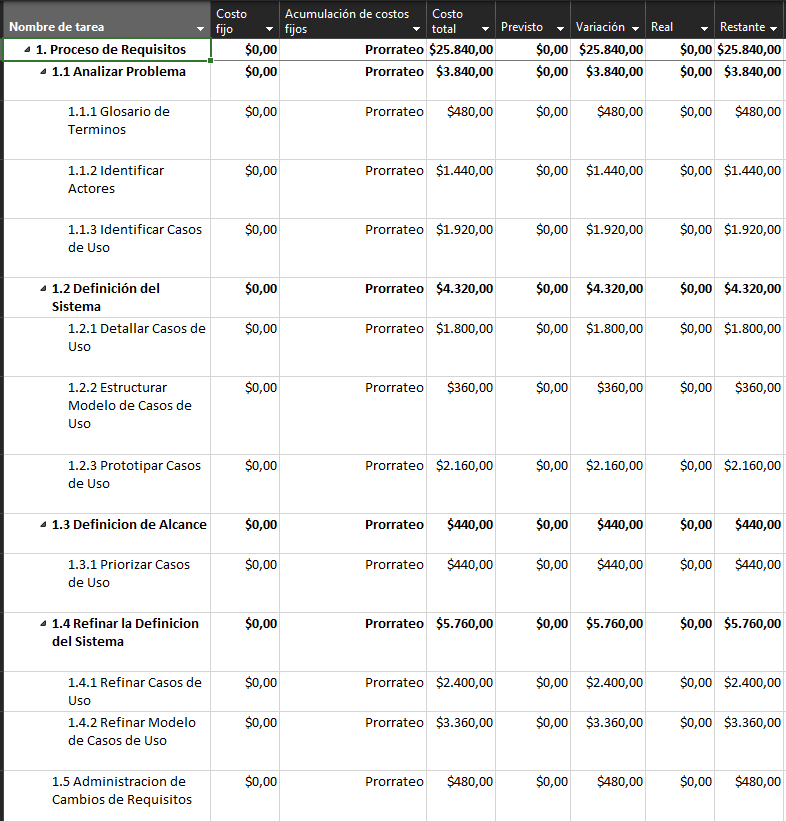 Nombre de tarea Costo fijo Acumulación de costos fijos Costo total Previsto Variación Real Restante
1. Proceso de Requisitos $0,00 Prorrateo $25.840,00 $0,00 $25.840,00 $0,00 $25.840,00
1.1 Analizar Problema $0,00 Prorrateo $3.840,00 $0,00 $3.840,00 $0,00 $3.840,00
1.1.1 Glosario de $0,00 Prorrateo $480,00 $0,00 $480,00 $0,00 $480,00
Terminos
1.1.2 Identificar $0,00 Prorrateo $1.440,00 $0,00 $1.440,00 $0,00 $1.440,00
Actores
1.1.3 Identificar Casos $0,00 Prorrateo $1.920,00 $0,00 $1.920,00 $0,00 $1.920,00
de Uso
1.2 Definición del $0,00 Prorrateo $4.320,00 $0,00 $4.320,00 $0,00 $4.320,00
Sistema
1.2.1 Detallar Casos de $0,00 Prorrateo $1.800,00 $0,00 $1.800,00 $0,00 $1.800,00
Uso
1.2.2 Estructurar $0,00 Prorrateo $360,00 $0,00 $360,00 $0,00 $360,00
Modelo de Casos de
Uso
1.2.3 Prototipar Casos $0,00 Prorrateo $2.160,00 $0,00 $2.160,00 $0,00 $2.160,00
de Uso
1.3 Definicion de Alcance $0,00 Prorrateo $440,00 $0,00 $440,00 $0,00 $440,00
1.3.1 Priorizar Casos $0,00 Prorrateo $440,00 $0,00 $440,00 $0,00 $440,00
de Uso
1.4 Refinar la Definicion $0,00 Prorrateo $5.760,00 $0,00 $5.760,00 $0,00 $5.760,00
del Sistema
1.4.1 Refinar Casos de $0,00 Prorrateo $2.400,00 $0,00 $2.400,00 $0,00 $2.400,00
Uso
1.4.2 Refinar Modelo $0,00 Prorrateo $3.360,00 $0,00 $3.360,00 $0,00 $3.360,00
de Casos de Uso
1.5 Administracion de $0,00 Prorrateo $480,00 $0,00 $480,00 $0,00 $480,00
Cambios de Requisitos